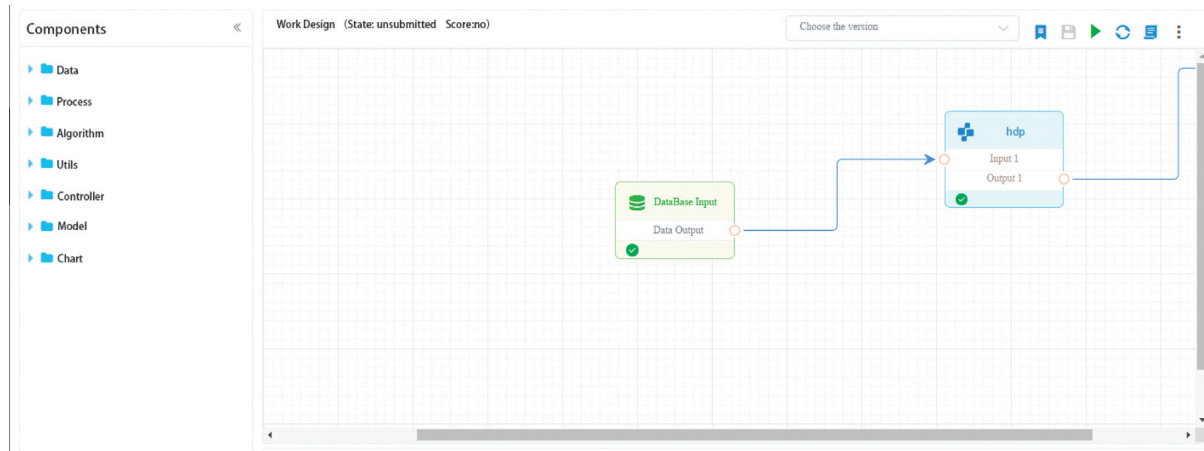 Components
Data
Process
Algorithm
Utils
Controller
Model
Chart
Work Design (State: unsubmitted Score:no)
Choose the version
hdp
Input 1
Output 1
DataBase Input
Data Output